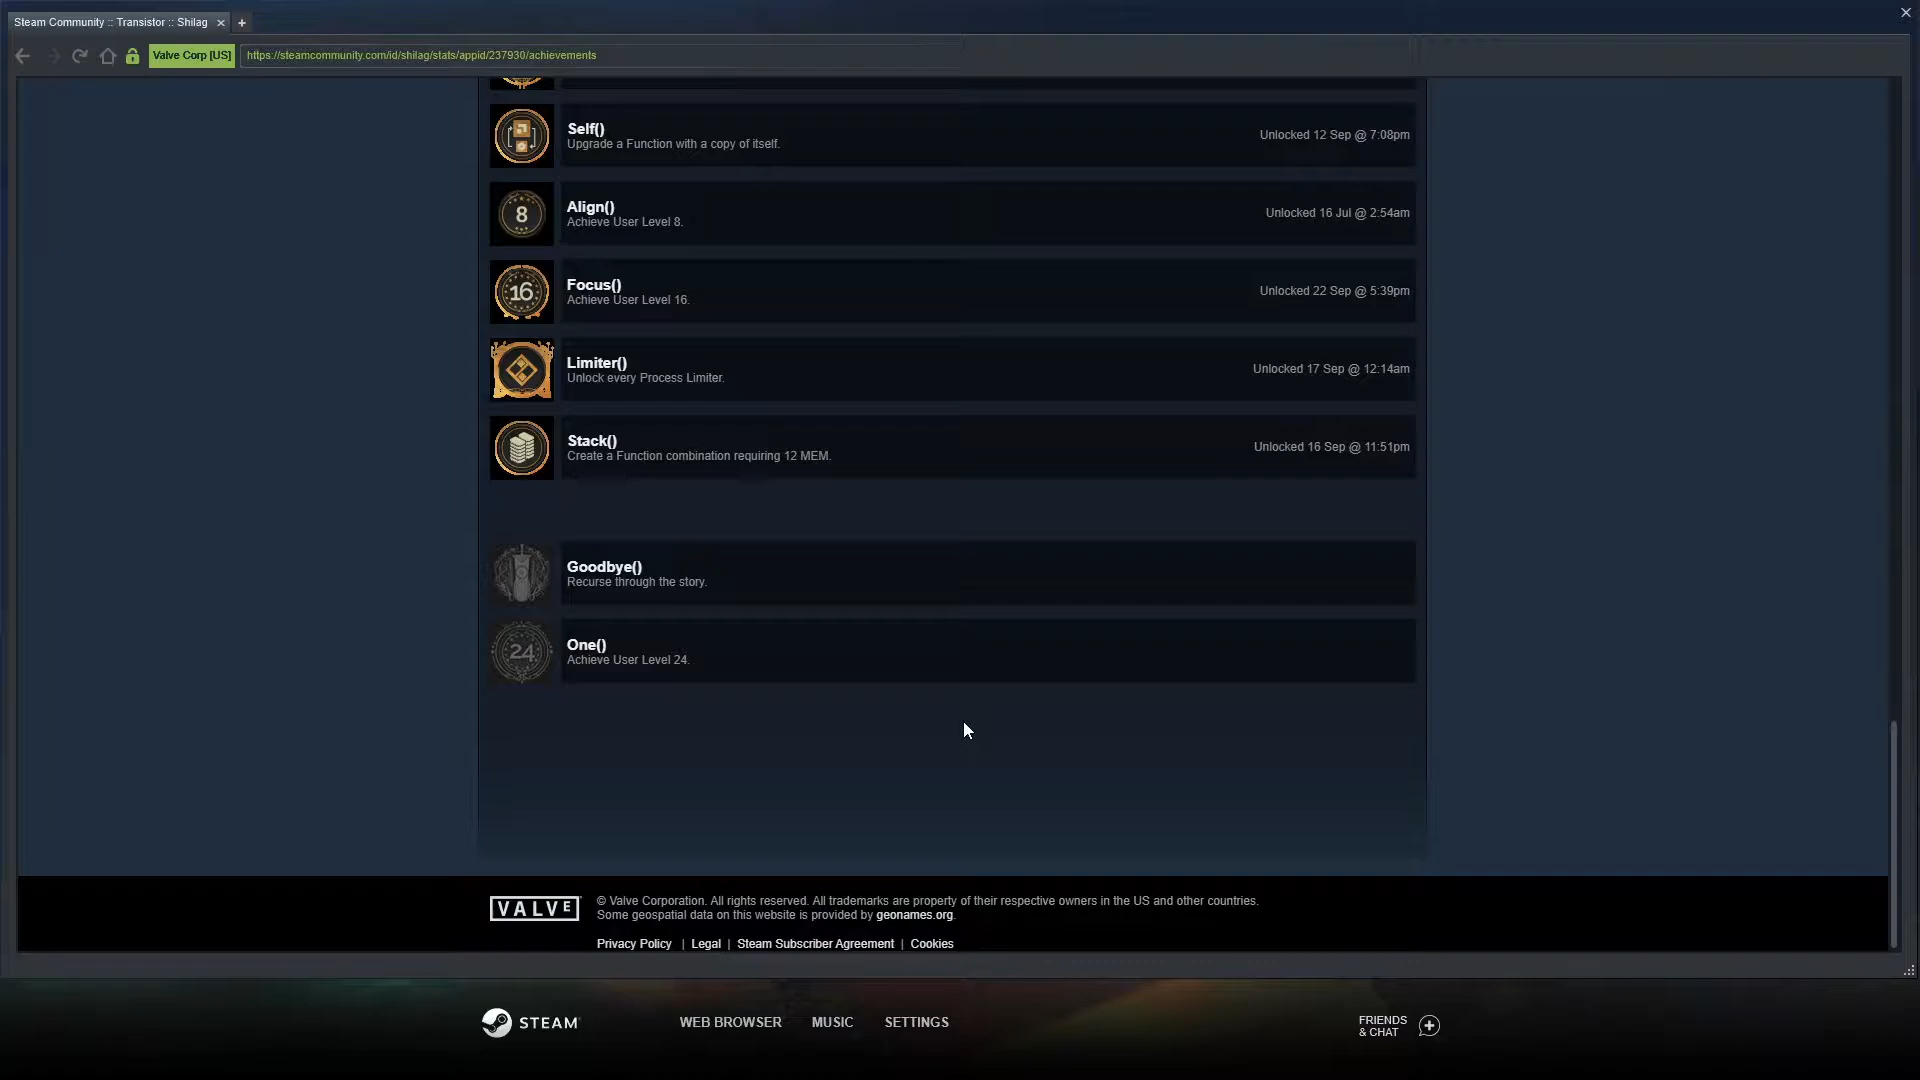 Steam Community :: Transistor :: Shilag
Valve Corp [US]
https://steamcommunity.com/id/shilag/stats/appid/237930/achievements
Self()
Upgrade a Function with a copy of itself.
Unlocked 12 Sep @ 7:08pm
8
Align()
Achieve User Level 8.
Unlocked 16 Jul @ 2:54am
16
Focus()
Achieve User Level 16.
Unlocked 22 Sep @ 5:39pm
Limiter()
Unlock every Process Limiter.
Unlocked 17 Sep @ 12:14am
Stack()
Create a Function combination requiring 12 MEM.
Unlocked 16 Sep @ 11:51pm
Goodbye()
Recurse through the story.
24
One()
Achieve User Level 24.
VALVE
© Valve Corporation. All rights reserved. All trademarks are property of their respective owners in the US and other countries.
Some geospatial data on this website is provided by geonames.org.
Privacy Policy | Legal | Steam Subscriber Agreement | Cookies
STEAM
WEB BROWSER
MUSIC
SETTINGS
FRIENDS
& CHAT